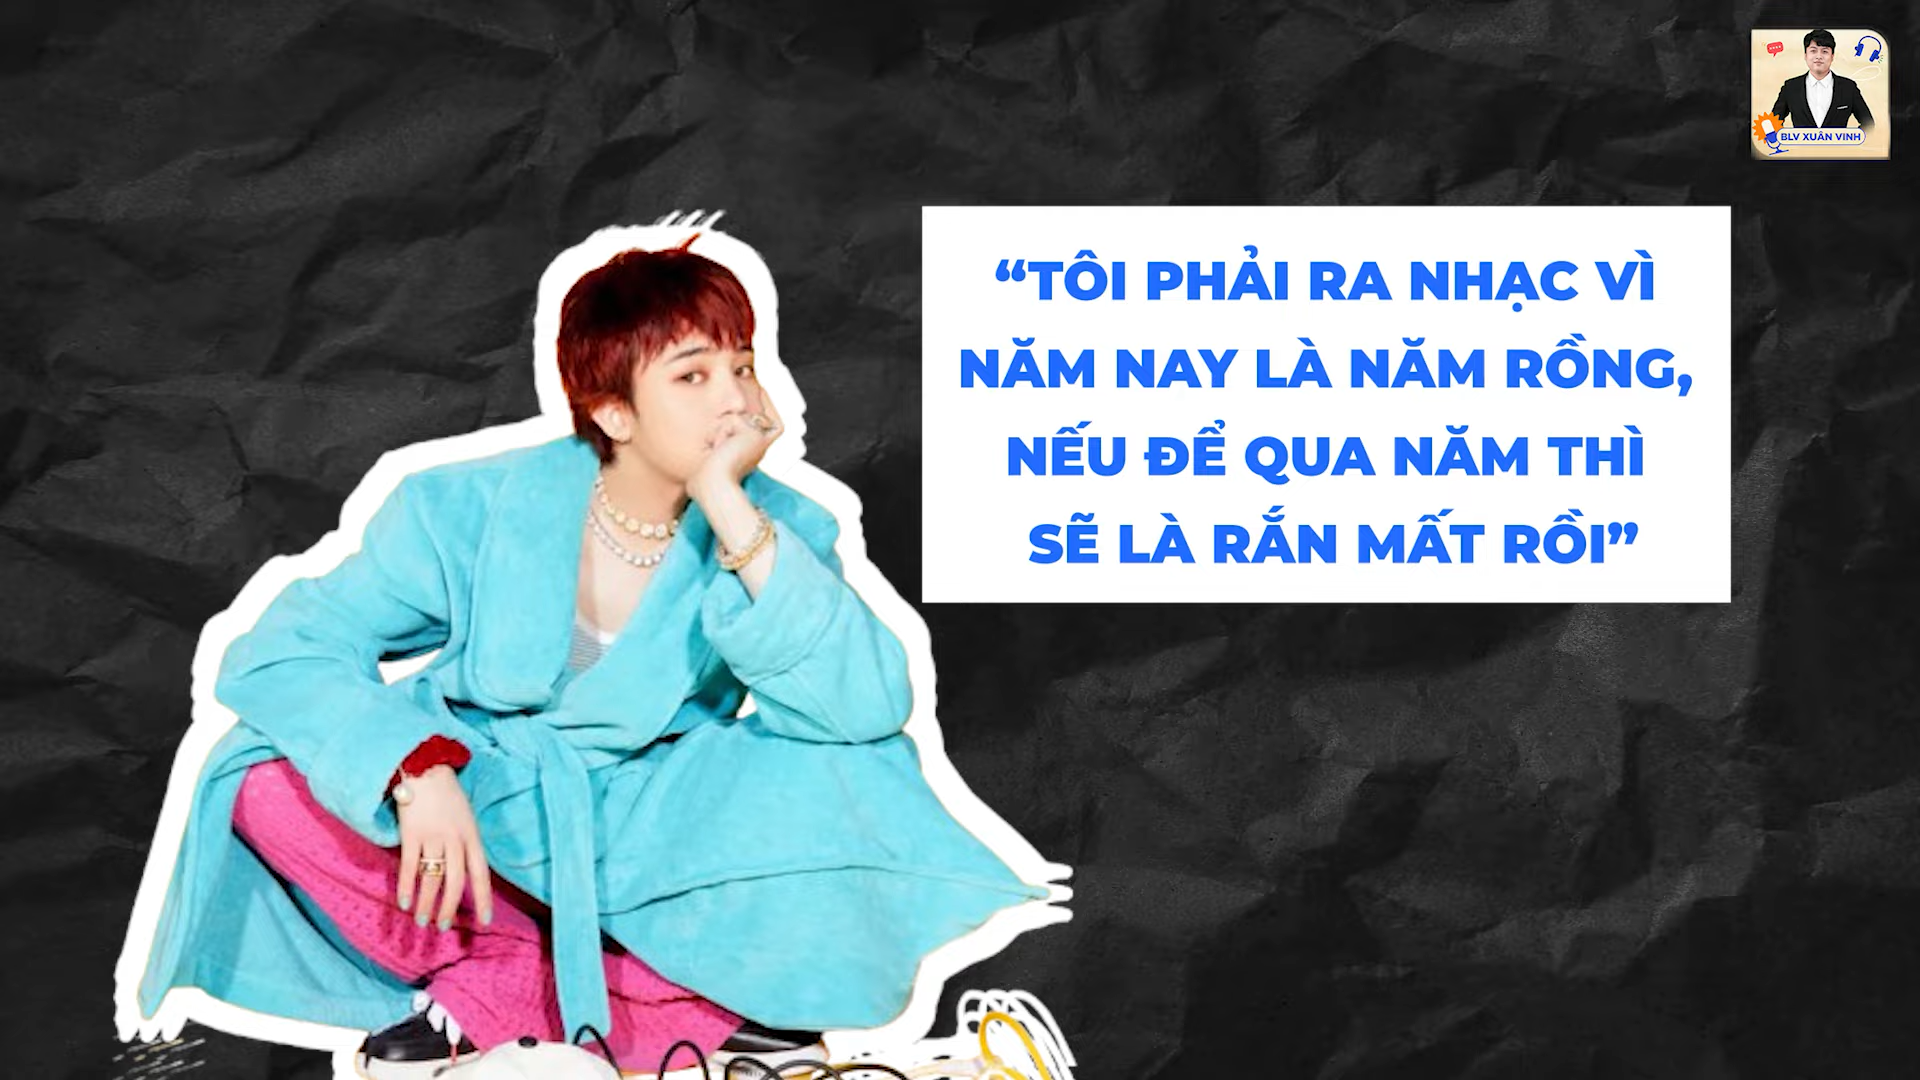 BLV XUÂN VINH
“TÔI PHẢI RA NHẠC VÌ
NĂM NAY LÀ NĂM RỒNG,
NẾU ĐỂ QUA NĂM THÌ
SẼ LÀ RẮN MẤT RỒI”